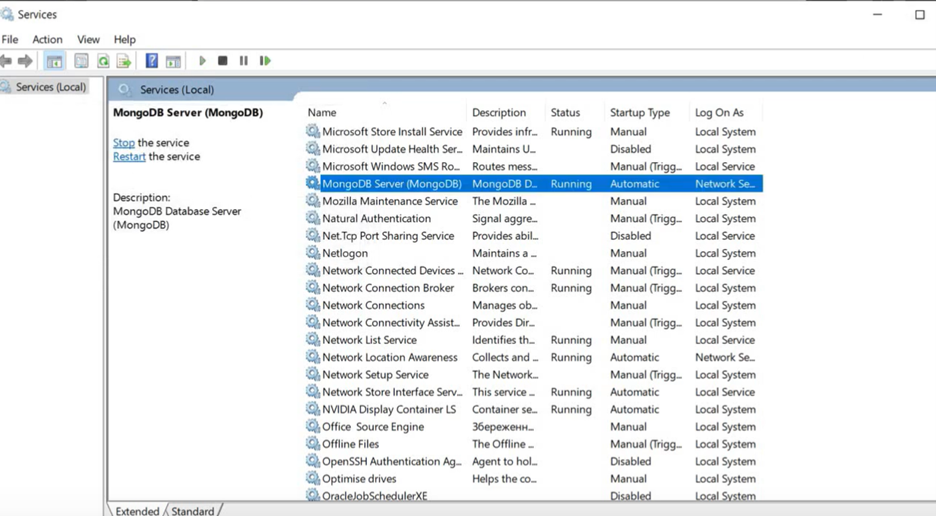 Services
File Action View Help
Services (Local)
Services (Local)
MongoDB Server (MongoDB)
Stop the service
Restart the service
Description:
MongoDB Database Server
(MongoDB)
Name Description Status Startup Type Log On As
Microsoft Store Install Service Provides infr... Running Manual Local System
Microsoft Update Health Ser... Maintains U... Disabled Local System
Microsoft Windows SMS Ro... Routes mess... Manual (Trigg... Local Service
MongoDB Server (MongoDB) MongoDB D... Running Automatic Network Se...
Mozilla Maintenance Service The Mozilla ... Manual Local System
Natural Authentication Signal aggre... Manual (Trigg... Local System
Net.Tcp Port Sharing Service Provides abil... Disabled Local Service
Netlogon Maintains a ... Manual Local System
Network Connected Devices ... Network Co... Running Manual (Trigg... Local Service
Network Connection Broker Brokers con... Running Manual (Trigg... Local System
Network Connections Manages ob... Manual Local System
Network Connectivity Assist... Provides Dir... Manual (Trigg... Local System
Network List Service Identifies th... Running Manual Local Service
Network Location Awareness Collects and ... Running Automatic Network Se...
Network Setup Service The Network... Manual (Trigg... Local System
Network Store Interface Serv... This service ... Running Automatic Local Service
NVIDIA Display Container LS Container se... Running Automatic Local System
Office Source Engine Збереженн... Manual Local System
Offline Files The Offline ... Manual (Trigg... Local System
OpenSSH Authentication Ag... Agent to hol... Disabled Local System
Optimise drives Helps the co... Manual Local System
OracleJobSchedulerXE Disabled Local System
Extended Standard